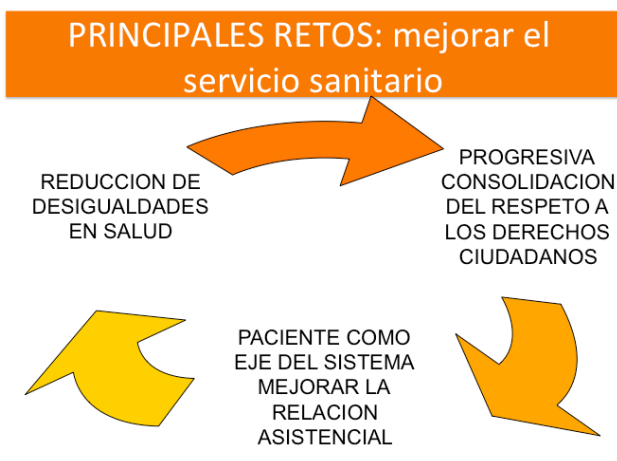 PRINCIPALES RETOS: mejorar el
servicio sanitario
REDUCCION DE
DESIGUALDADES
EN SALUD
PROGRESIVA
CONSOLIDACION
DEL RESPETO A
LOS DERECHOS
CIUDADANOS
PACIENTE COMO
EJE DEL SISTEMA
MEJORAR LA
RELACION
ASISTENCIAL